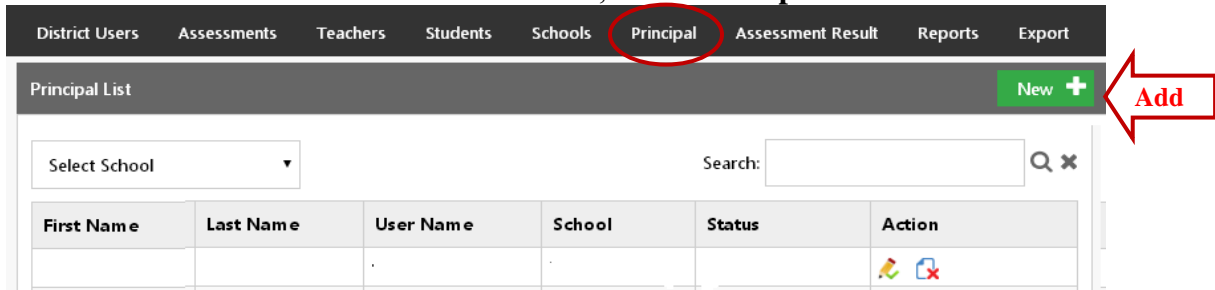 District Users Assessments Teachers Students Schools Principal Assessment Result Reports Export
Principal List New
Add
Select School Search:
First Name Last Name User Name School Status Action